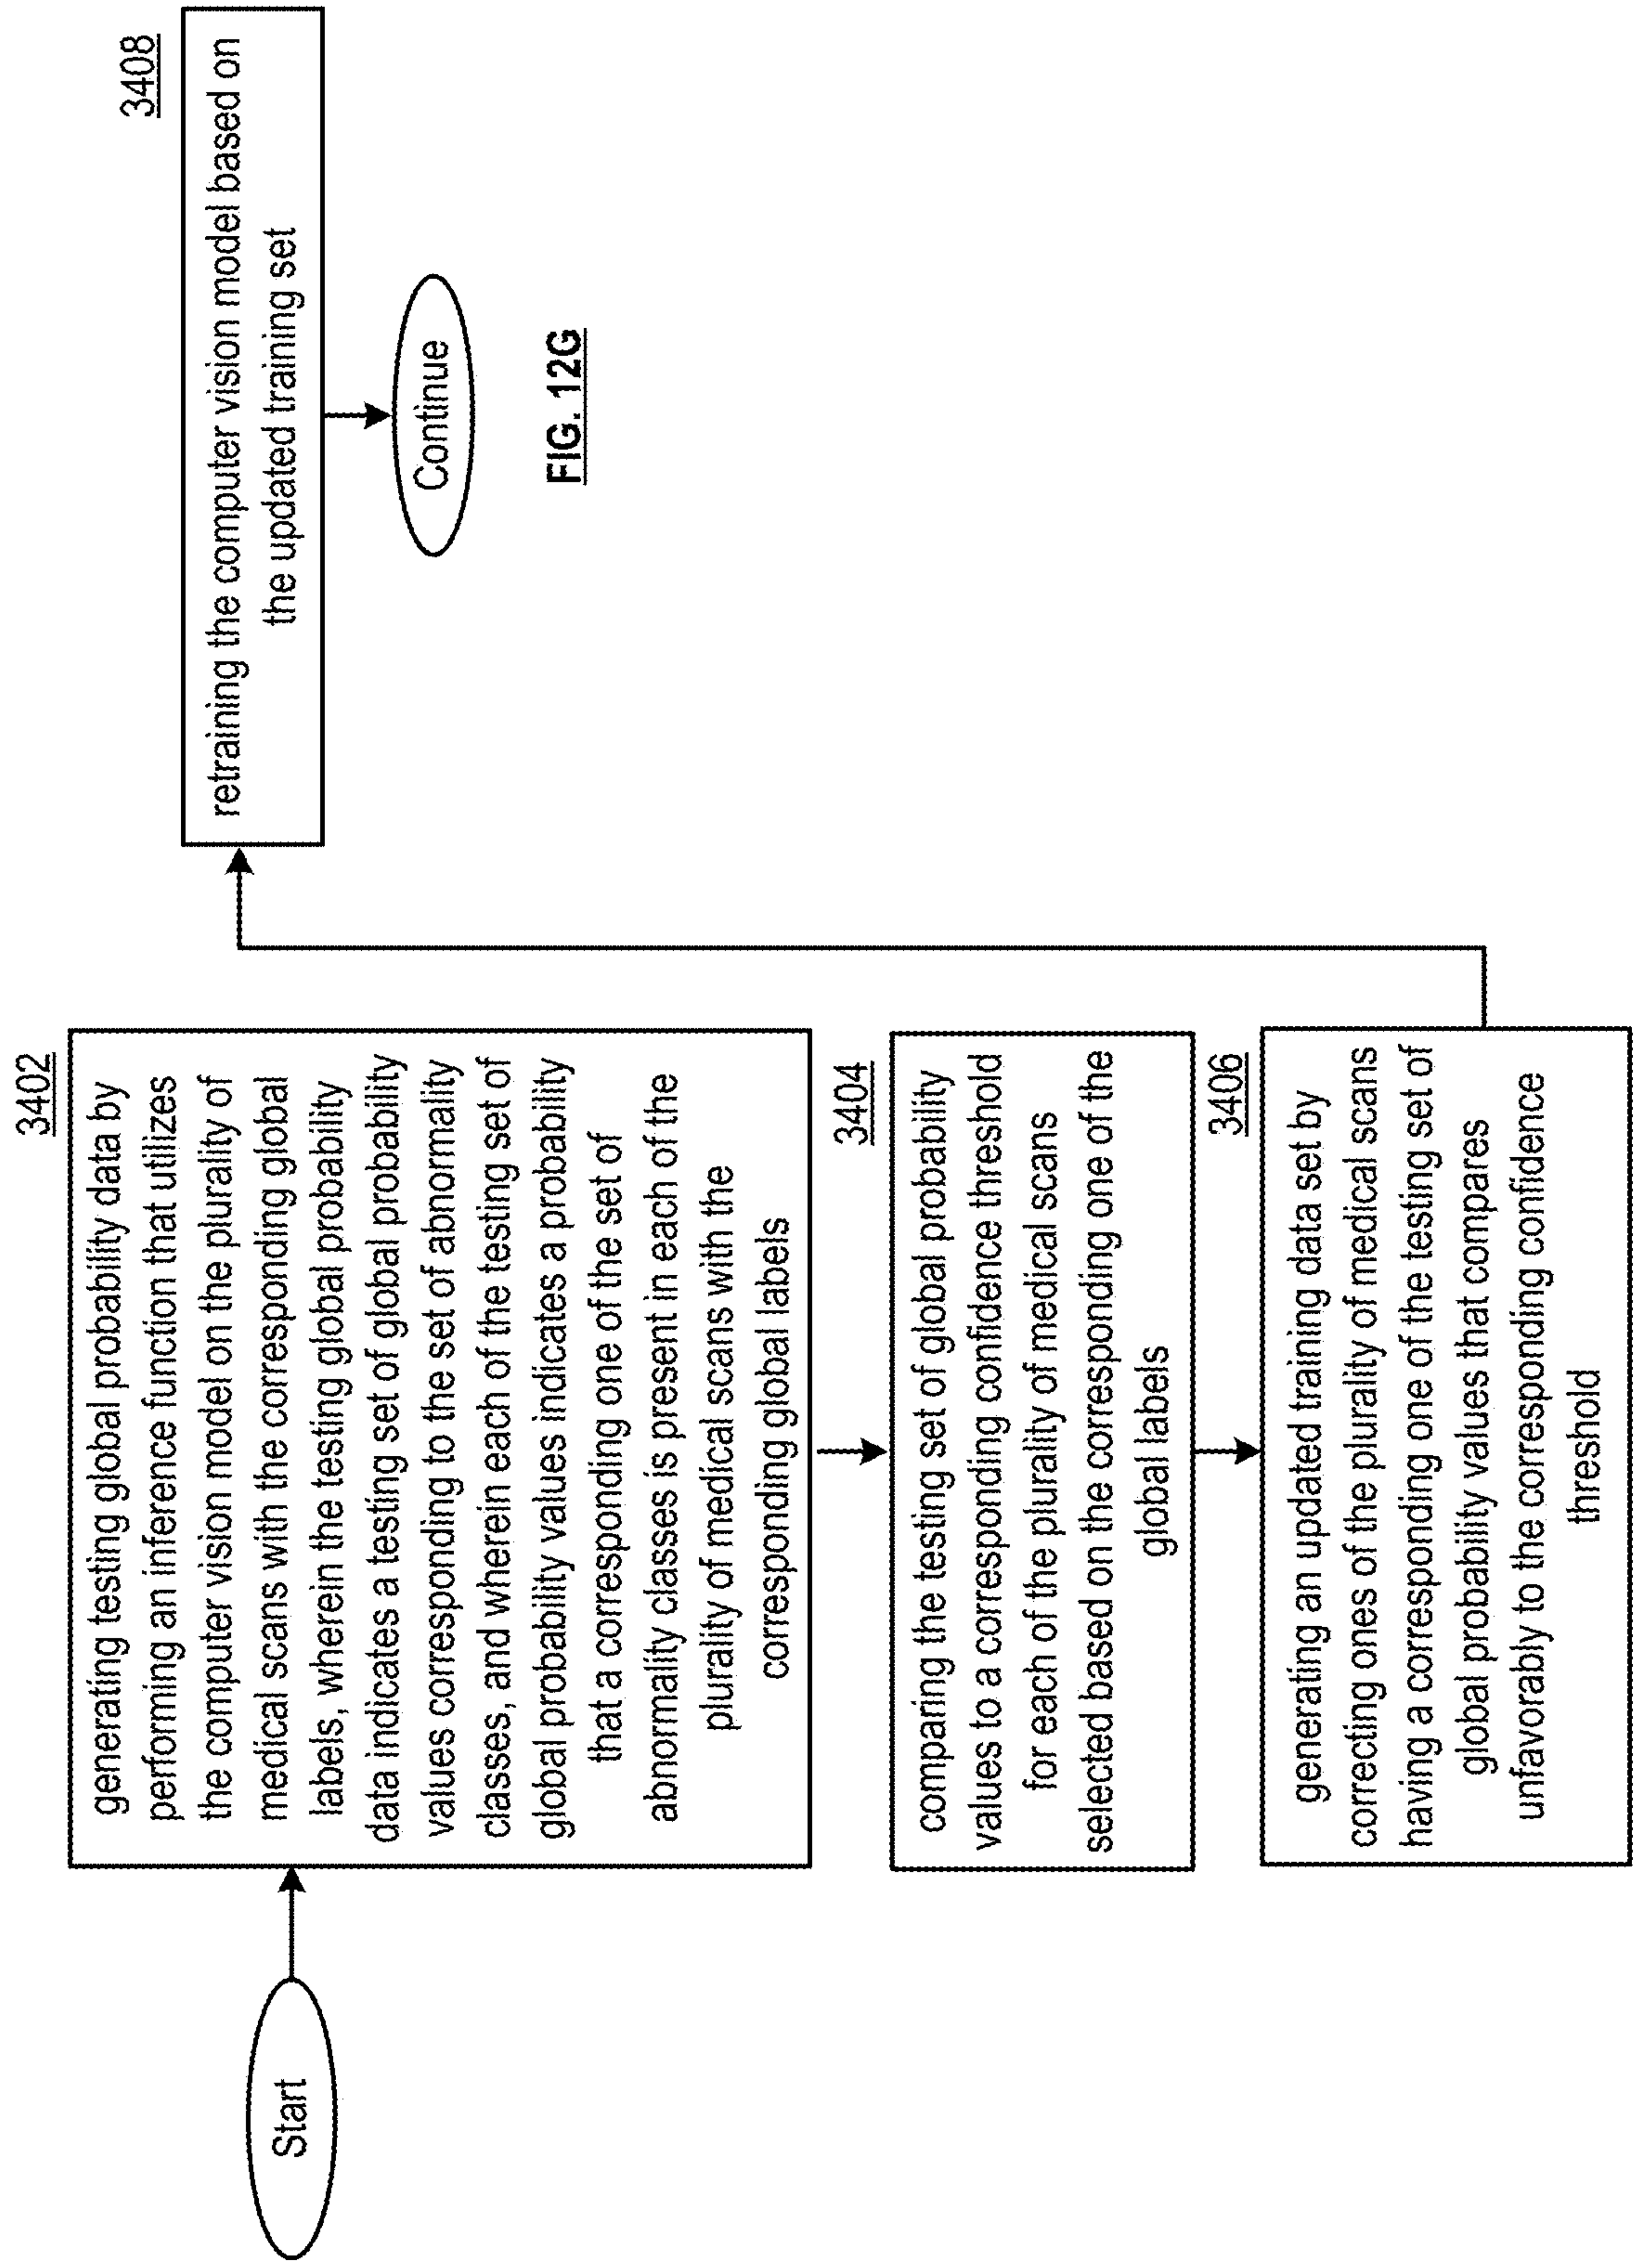 Start
3402
generating testing global probability data by
performing an inference function that utilizes
the computer vision model on the plurality of
medical scans with the corresponding global
labels, wherein the testing global probability
data indicates a testing set of global probability
values corresponding to the set of abnormality
classes, and wherein each of the testing set of
global probability values indicates a probability
that a corresponding one of the set of
abnormality classes is present in each of the
plurality of medical scans with the
corresponding global labels
3404
comparing the testing set of global probability
values to a corresponding confidence threshold
for each of the plurality of medical scans
selected based on the corresponding one of the
global labels
3406
generating an updated training data set by
correcting ones of the plurality of medical scans
having a corresponding one of the testing set of
global probability values that compares
unfavorably to the corresponding confidence
threshold
3408
retraining the computer vision model based on
the updated training set
Continue
FIG. 12G